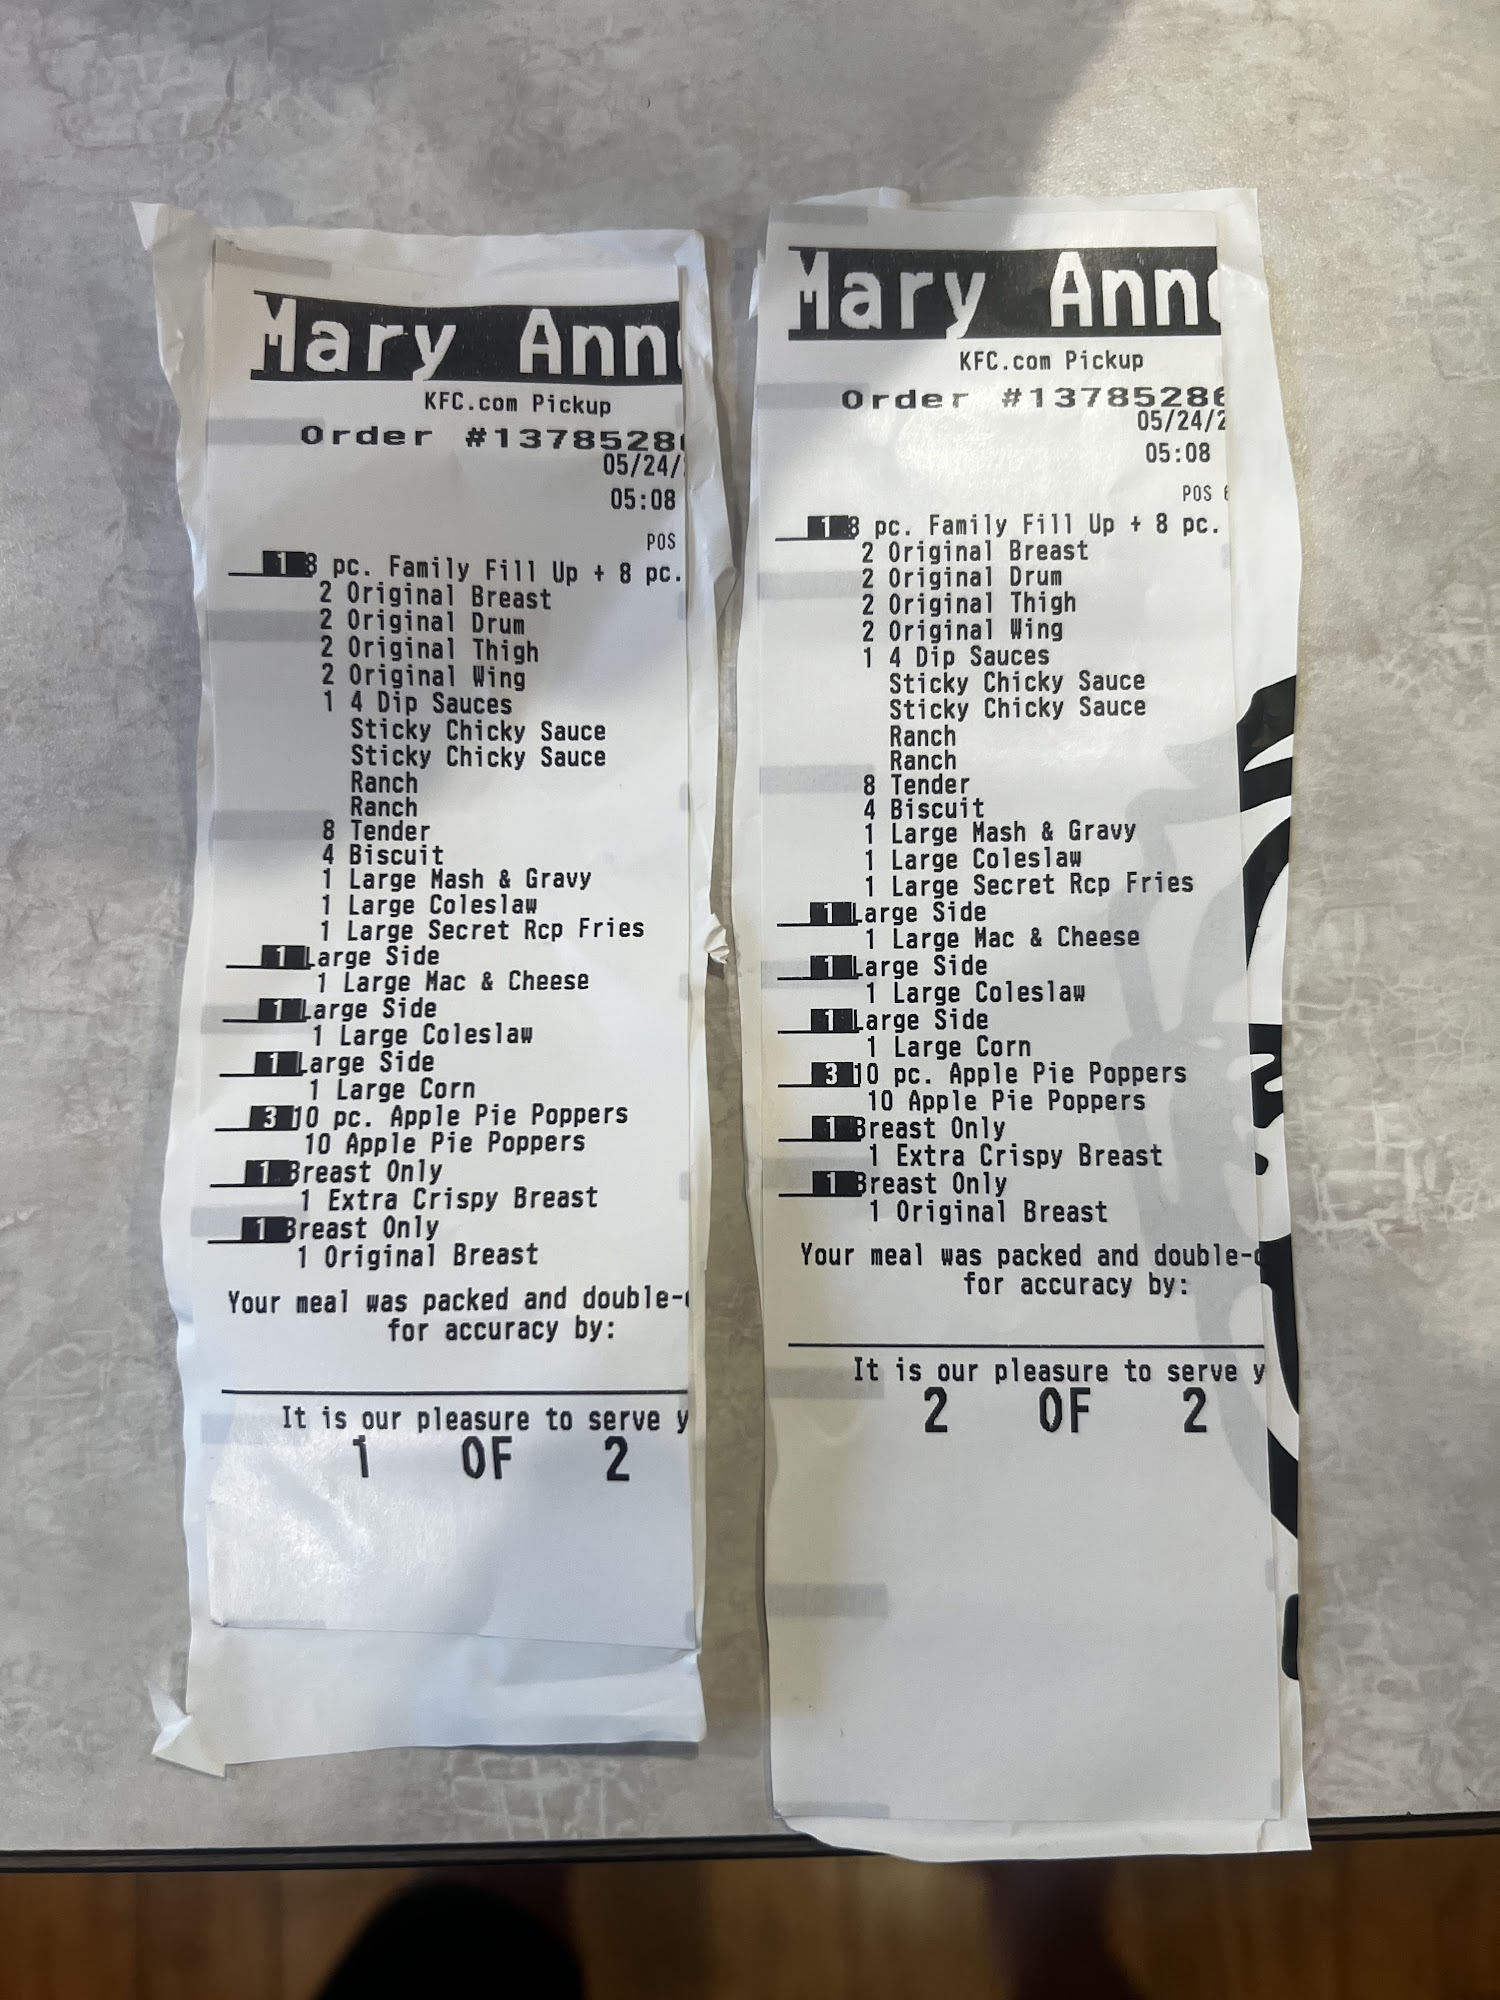 Mary Ann
KFC.com Pickup
Order #1378528
05/24/
05:08
POS
1 8 pc. Family Fill Up + 8 pc.
2 Original Breast
2 Original Drum
2 Original Thigh
2 Original Wing
1 4 Dip Sauces
Sticky Chicky Sauce
Sticky Chicky Sauce
Ranch
Ranch
8 Tender
4 Biscuit
1 Large Mash & Gravy
1 Large Coleslaw
1 Large Secret Rcp Fries
1 Large Side
1 Large Mac & Cheese
1 Large Side
1 Large Coleslaw
1 Large Side
1 Large Corn
3 10 pc. Apple Pie Poppers
10 Apple Pie Poppers
1 Breast Only
1 Extra Crispy Breast
1 Breast Only
1 Original Breast
Your meal was packed and double-
for accuracy by:
It is our pleasure to serve y
1 OF 2
Mary Ann
KFC.com Pickup
Order #13785286
05/24/2
05:08
POS 6
1 8 pc. Family Fill Up + 8 pc.
2 Original Breast
2 Original Drum
2 Original Thigh
2 Original Wing
1 4 Dip Sauces
Sticky Chicky Sauce
Sticky Chicky Sauce
Ranch
Ranch
8 Tender
4 Biscuit
1 Large Mash & Gravy
1 Large Coleslaw
1 Large Secret Rcp Fries
1 Large Side
1 Large Mac & Cheese
1 Large Side
1 Large Coleslaw
1 Large Side
1 Large Corn
3 10 pc. Apple Pie Poppers
10 Apple Pie Poppers
1 Breast Only
1 Extra Crispy Breast
1 Breast Only
1 Original Breast
Your meal was packed and double-
for accuracy by:
It is our pleasure to serve y
2 OF 2